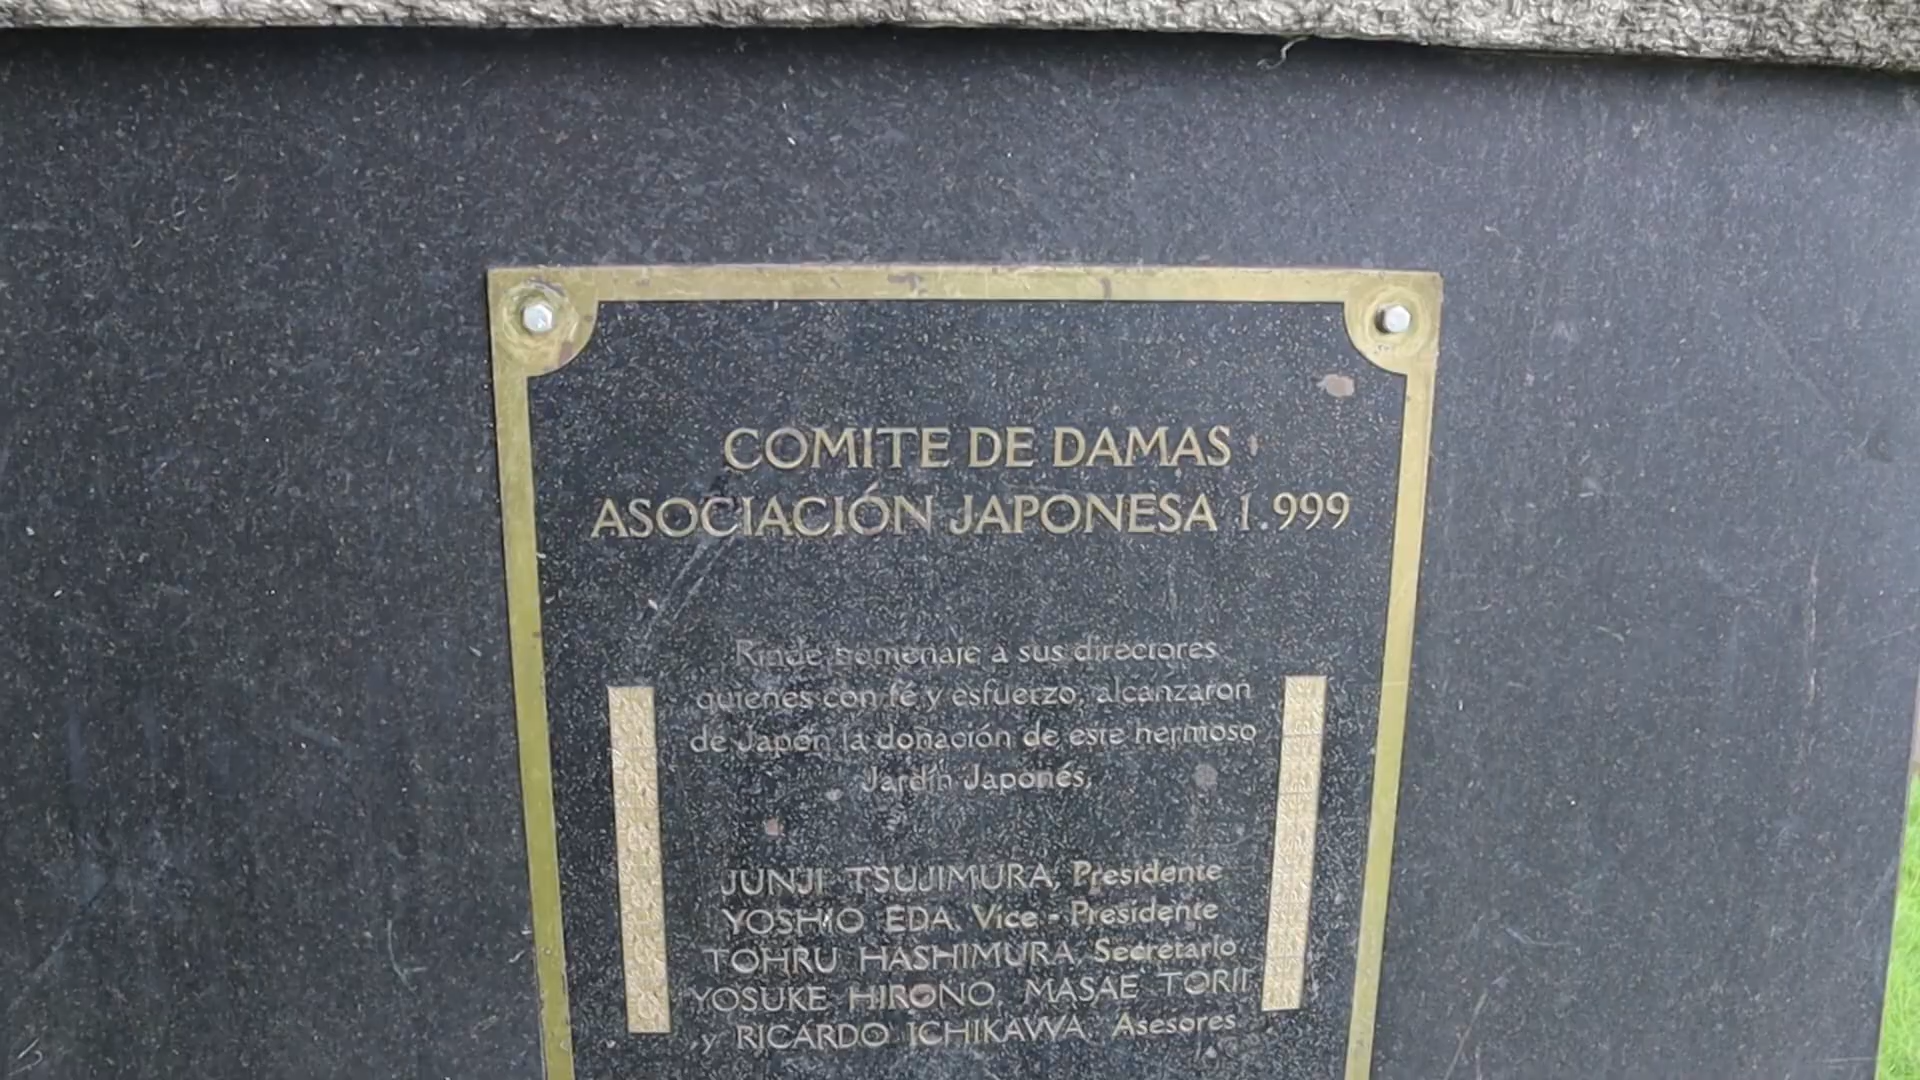 COMITE DE DAMAS
ASOCIACIÓN JAPONESA 1.999
Rinde homenaje a sus directores
quienes con fé y esfuerzo, alcanzaron
de Japón la donación de este hermoso
Jardín Japonés,
JUNJI TSUJIMURA, Presidente
YOSHIO EDA, Vice - Presidente
TOHRU HASHIMURA, Secretario
YOSUKE HIRONO, MASAE TORII
y RICARDO ICHIKAWA Asesores